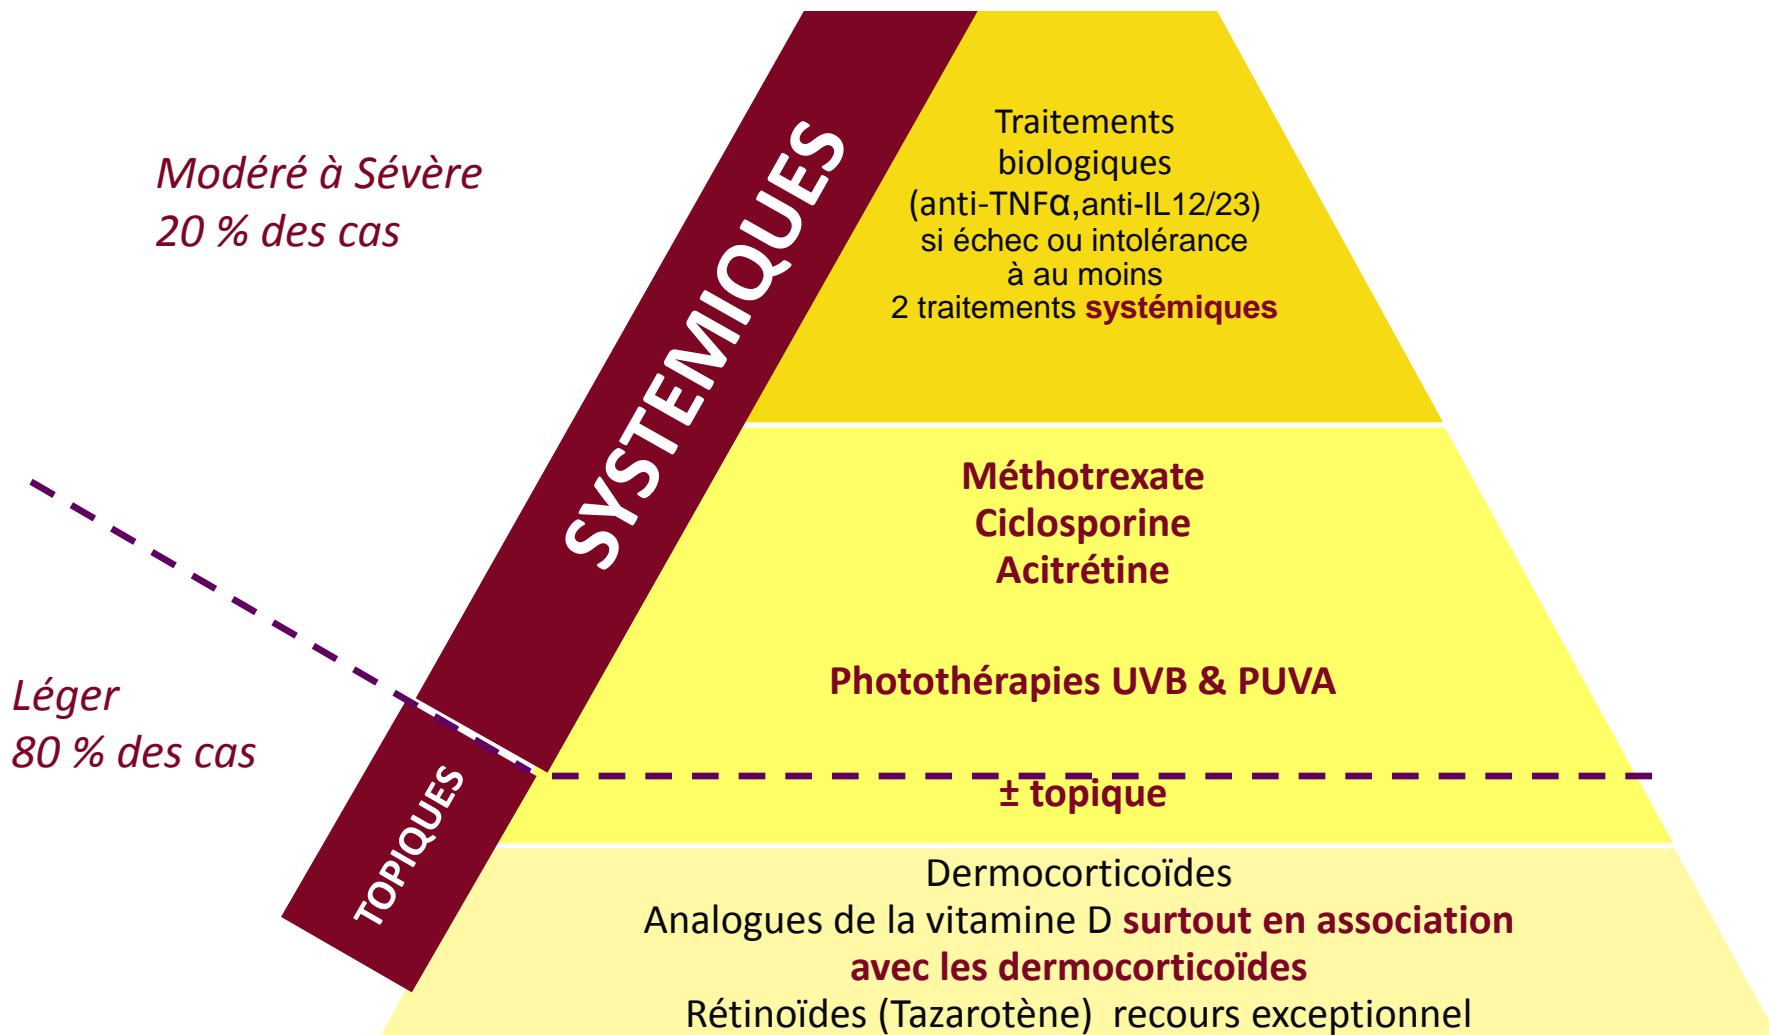 Modéré à Sévère
20 % des cas
Léger
80 % des cas
SYSTEMIQUES
TOPIQUES
Traitements
biologiques
(anti-TNFα,anti-IL12/23)
si échec ou intolérance
à au moins
2 traitements systémiques
Méthotrexate
Ciclosporine
Acitrétine
Photothérapies UVB & PUVA
± topique
Dermocorticoïdes
Analogues de la vitamine D surtout en association
avec les dermocorticoïdes
Rétinoïdes (Tazarotène) recours exceptionnel